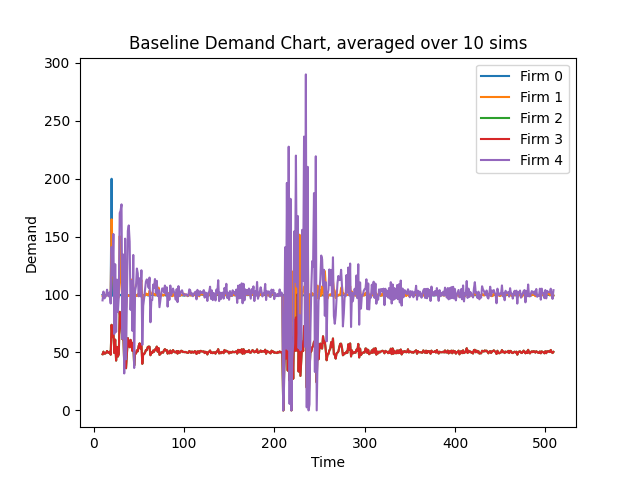 Baseline Demand Chart, averaged over 10 sims
300
250
200
150
100
50
0
Demand
Firm 0
Firm 1
Firm 2
Firm 3
Firm 4
0
100
200
300
400
500
Time